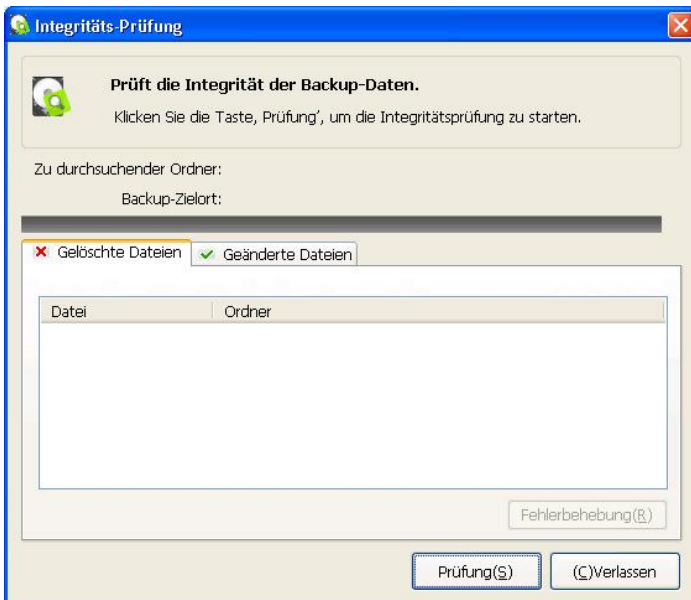 Integritäts-Prüfung
Prüft die Integrität der Backup-Daten.
Klicken Sie die Taste, Prüfung', um die Integritätsprüfung zu starten.
Zu durchsuchender Ordner:
Backup-Zielort:
Gelöschte Dateien
Geänderte Dateien
Datei Ordner
Fehlerbehebung(R)
Prüfung(S) (C)Verlassen